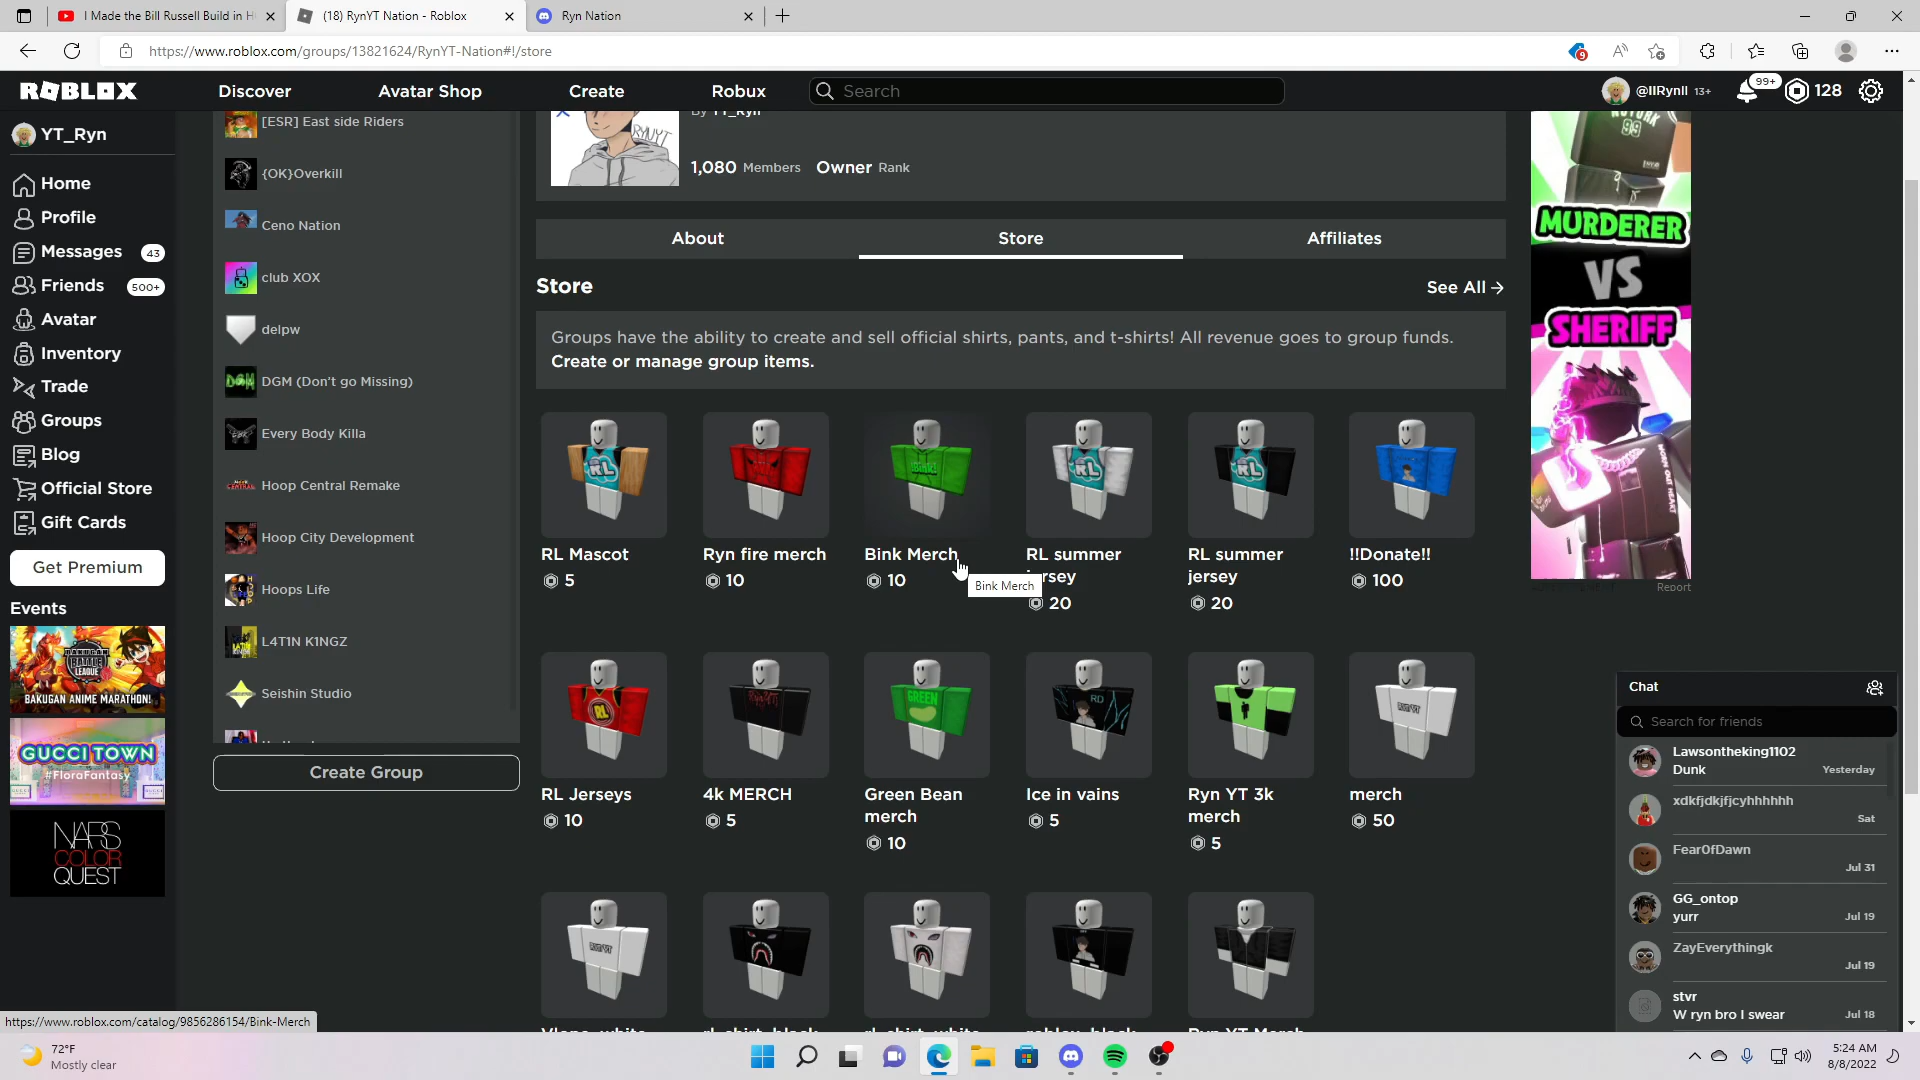 I Made the Bill Russell Build in H
(18) RynYT Nation - Roblox
Ryn Nation
https://www.roblox.com/groups/13821624/RynYT-Nation#!/store
9
ROBLOX
Discover
Avatar Shop
Create
Robux
Search
@IIRynII 13+
99+
128
YT_Ryn
Home
Profile
Messages 43
Friends 500+
Avatar
Inventory
Trade
Groups
Blog
Official Store
Gift Cards
Get Premium
Events
BAKUGAN
BATTLE
LEAGUE
BAKUGAN ANIME MARATHON!
GUCCI TOWN
#FloraFantasy
NARS
COLOR
QUEST
[ESR] East side Riders
{OK}Overkill
Ceno Nation
club XOX
delpw
DGM (Don't go Missing)
Every Body Killa
Hoop Central Remake
Hoop City Development
Hoops Life
L4T1N K1NGZ
Seishin Studio
Create Group
RYNYT
By YT_Ryn
1,080 Members Owner Rank
About
Store
Affiliates
Store
See All
Groups have the ability to create and sell official shirts, pants, and t-shirts! All revenue goes to group funds.
Create or manage group items.
RL Mascot
5
Ryn fire merch
10
Bink Merch
10
Bink Merch
RL summer
20
RL summer
jersey
20
!!Donate!!
100
RL Jerseys
10
4k MERCH
5
Green Bean
merch
10
Ice in vains
5
Ryn YT 3k
merch
5
merch
50
99
MURDERER
VS
SHERIFF
Report
Chat
Search for friends
Lawsontheking1102
Dunk
Yesterday
xdkfjdkjfjcyhhhhhh
Sat
FearOfDawn
Jul 31
GG_ontop
yurr
Jul 19
ZayEverythingk
Jul 19
stvr
W ryn bro I swear
Jul 18
https://www.roblox.com/catalog/9856286154/Bink-Merch
72°F
Mostly clear
5:24 AM
8/8/2022